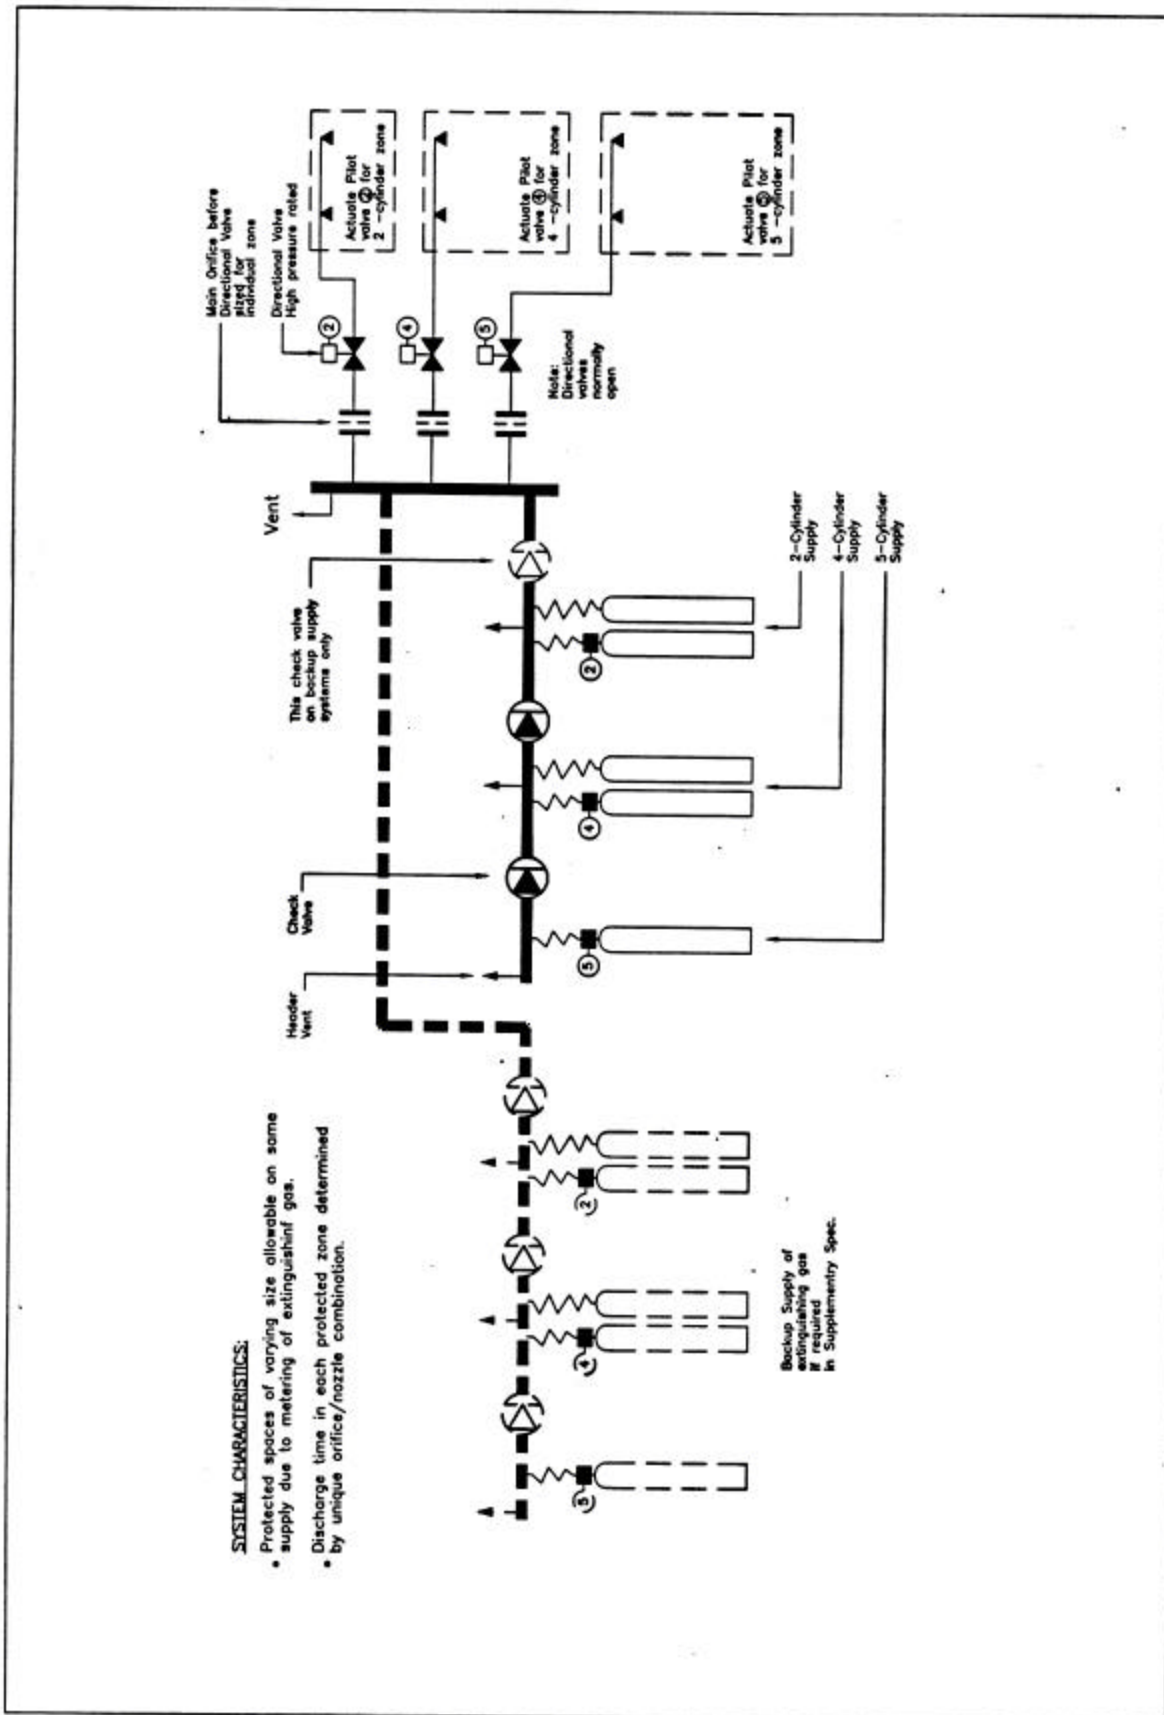 SYSTEM CHARACTERISTICS:
• Protected spaces of varying size allowable on same
supply due to metering of extinguishinf gas.
• Discharge time in each protected zone determined
by unique orifice/nozzle combination.
Header
Vent
Check
Valve
This check valve
on backup supply
systems only
Vent
Main Orifice before
Directional Valve
sized for
individual zone
Directional Valve
High pressure rated
2
4
5
Note:
Directional
valves
normally
open
Actuate Pilot
valve ② for
2 -cylinder zone
Actuate Pilot
valve ④ for
4 -cylinder zone
Actuate Pilot
valve ⑤ for
5 -cylinder zone
5
4
2
5
4
2
Backup Supply of
extinguishing gas
if required
in Supplementry Spec.
2-Cylinder
Supply
4-Cylinder
Supply
5-Cylinder
Supply